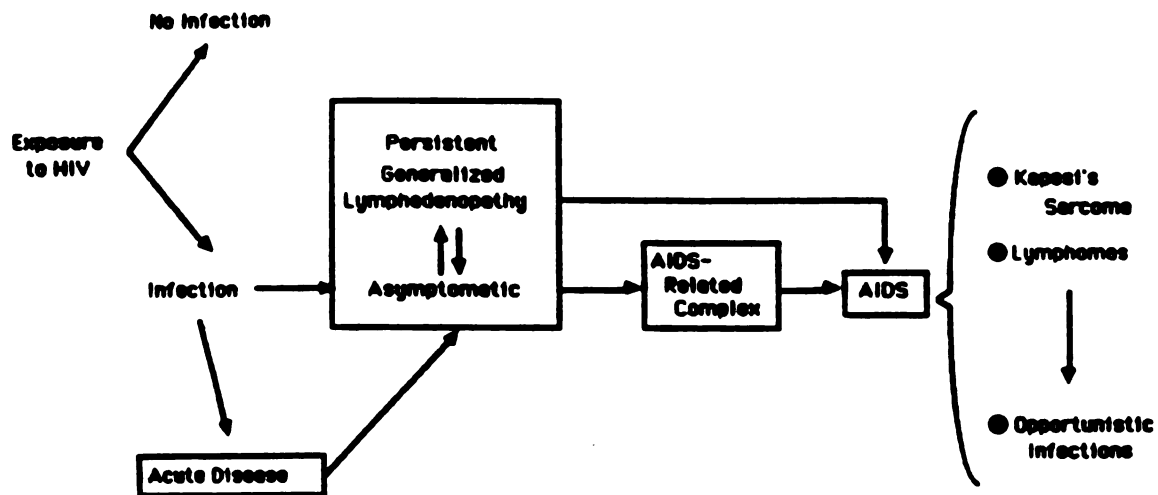 No Infection
Exposure
to HIV
Infection
Acute Disease
Persistent
Generalized
Lymphadenopathy
Asymptomatic
AIDS-
Related
Complex
AIDS
Kaposi's
Sarcoma
Lymphomas
Opportunistic
Infections